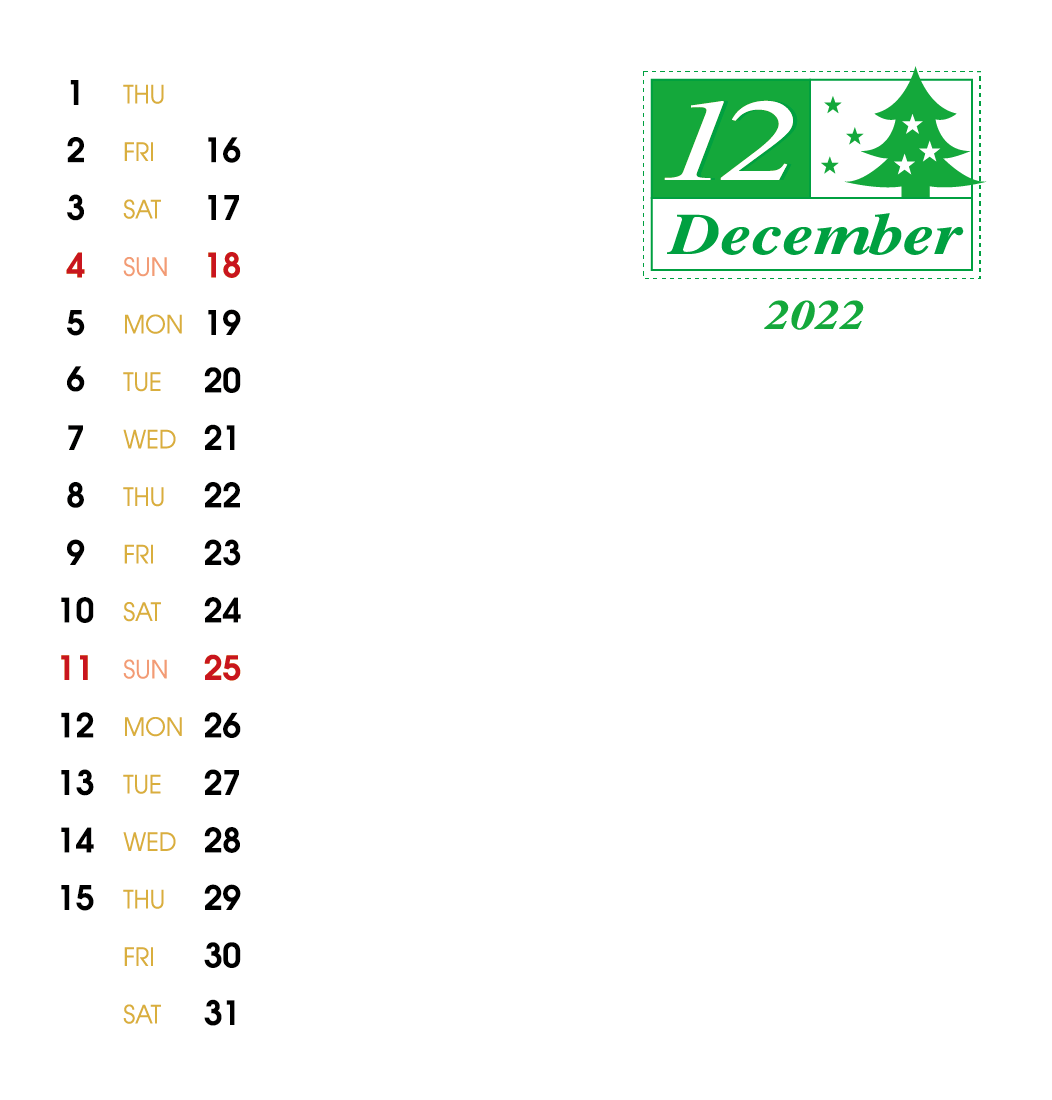 1 THU
2 FRI 16
3 SAT 17
4 SUN 18
5 MON 19
6 TUE 20
7 WED 21
8 THU 22
9 FRI 23
10 SAT 24
11 SUN 25
12 MON 26
13 TUE 27
14 WED 28
15 THU 29
FRI 30
SAT 31
12
December
2022